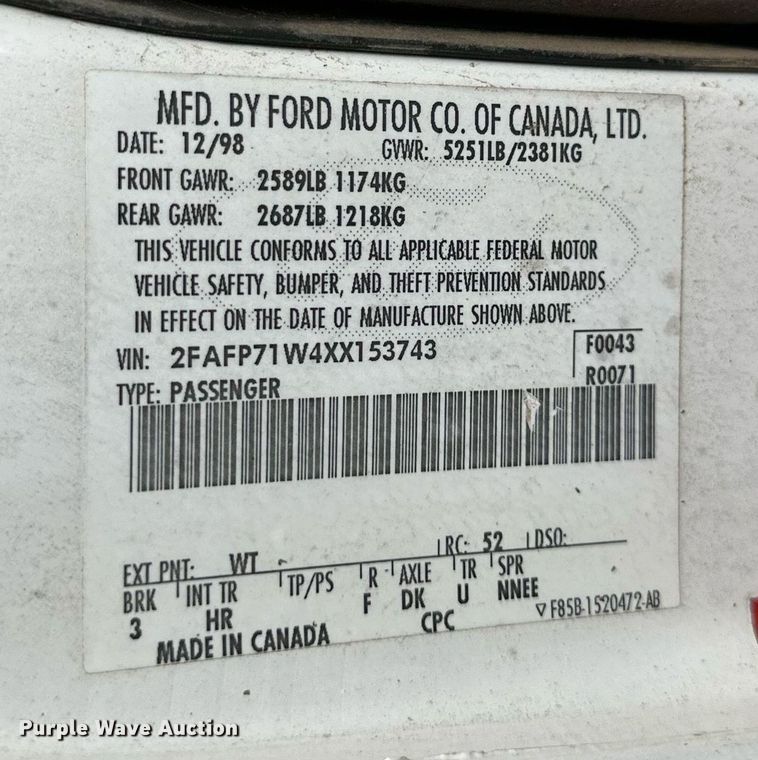 MFD. BY FORD MOTOR CO. OF CANADA, LTD.
DATE: 12/98 GVWR: 5251LB/2381KG
FRONT GAWR: 2589LB 1174KG
REAR GAWR: 2687LB 1218KG
THIS VEHICLE CONFORMS TO ALL APPLICABLE FEDERAL MOTOR
VEHICLE SAFETY, BUMPER, AND THEFT PREVENTION STANDARDS
IN EFFECT ON THE DATE OF MANUFACTURE SHOWN ABOVE.
VIN: 2FAFP71W4XX153743 F0043
TYPE: PASSENGER R0071
EXT PNT: WT RC: 52 DSO:
BRK INT TR TP/PS R AXLE TR SPR
3 HR F DK U NNEE
MADE IN CANADA CPC ▽ F85B-1520472-AB
Purple Wave Auction